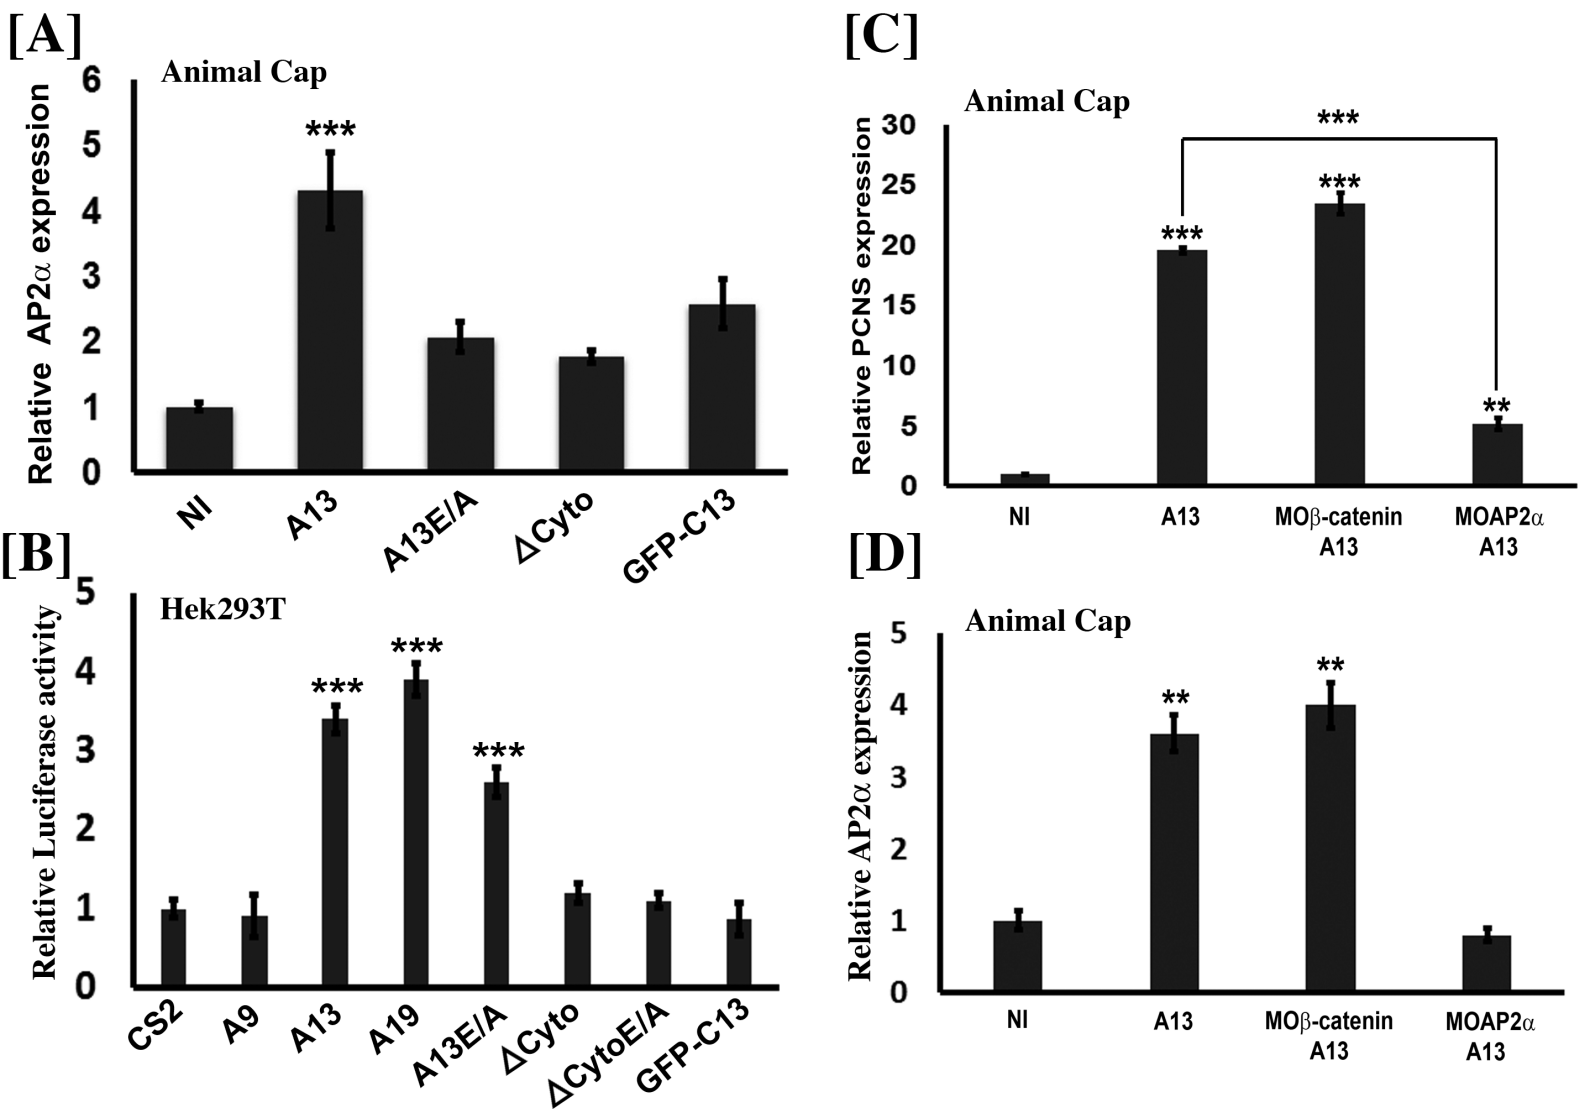 [A]
Animal Cap
Relative AP2α expression
6
5
4
3
2
1
0
***
NI
A13
A13E/A
ΔCyto
GFP-C13
[B]
Hek293T
Relative Luciferase activity
5
4
3
2
1
0
***
***
***
CS2
A9
A13
A19
A13E/A
ΔCyto
ΔCytoE/A
GFP-C13
[C]
Animal Cap
Relative PCNS expression
30
25
20
15
10
5
0
***
***
***
**
NI
A13
MOβ-catenin
A13
MOAP2α
A13
[D]
Animal Cap
Relative AP2α expression
5
4
3
2
1
0
**
**
NI
A13
MOβ-catenin
A13
MOAP2α
A13